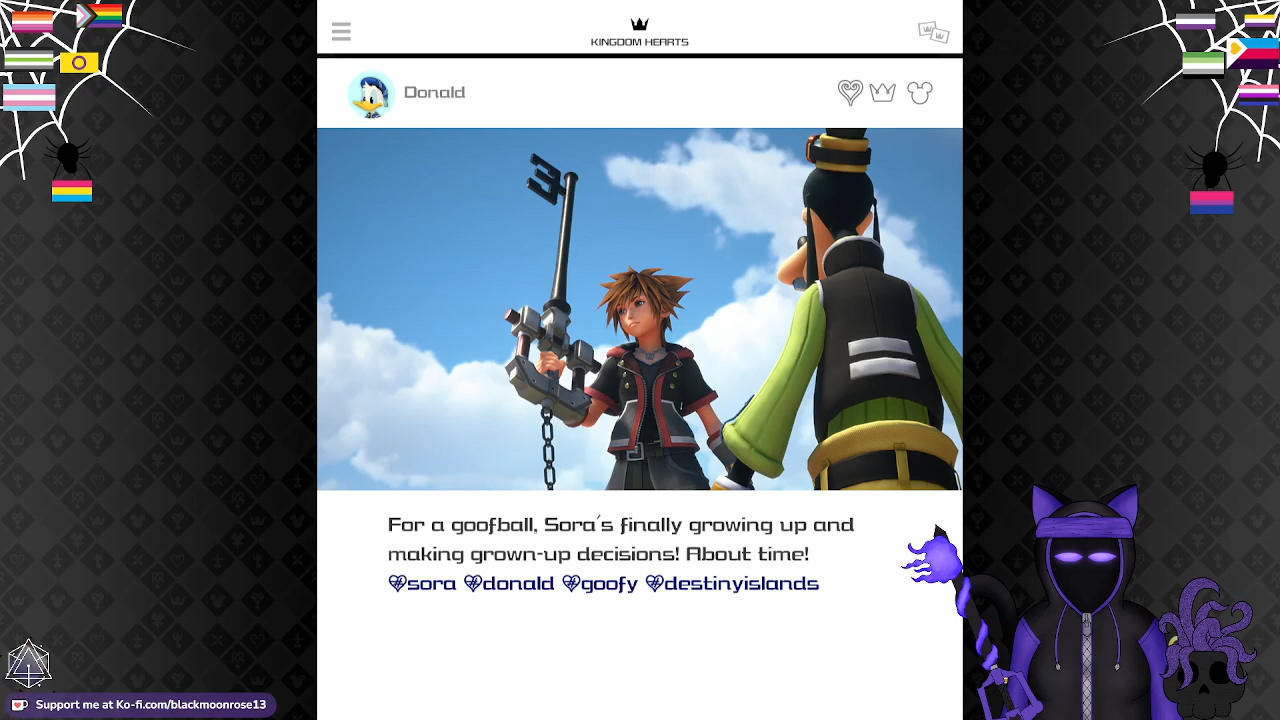 KINGDOM HEARTS
Donald
For a goofball, Sora's finally growing up and
making grown-up decisions! About time!
sora donald goofy destinyislands
Support me at Ko-fi.com/blackmoonrose13